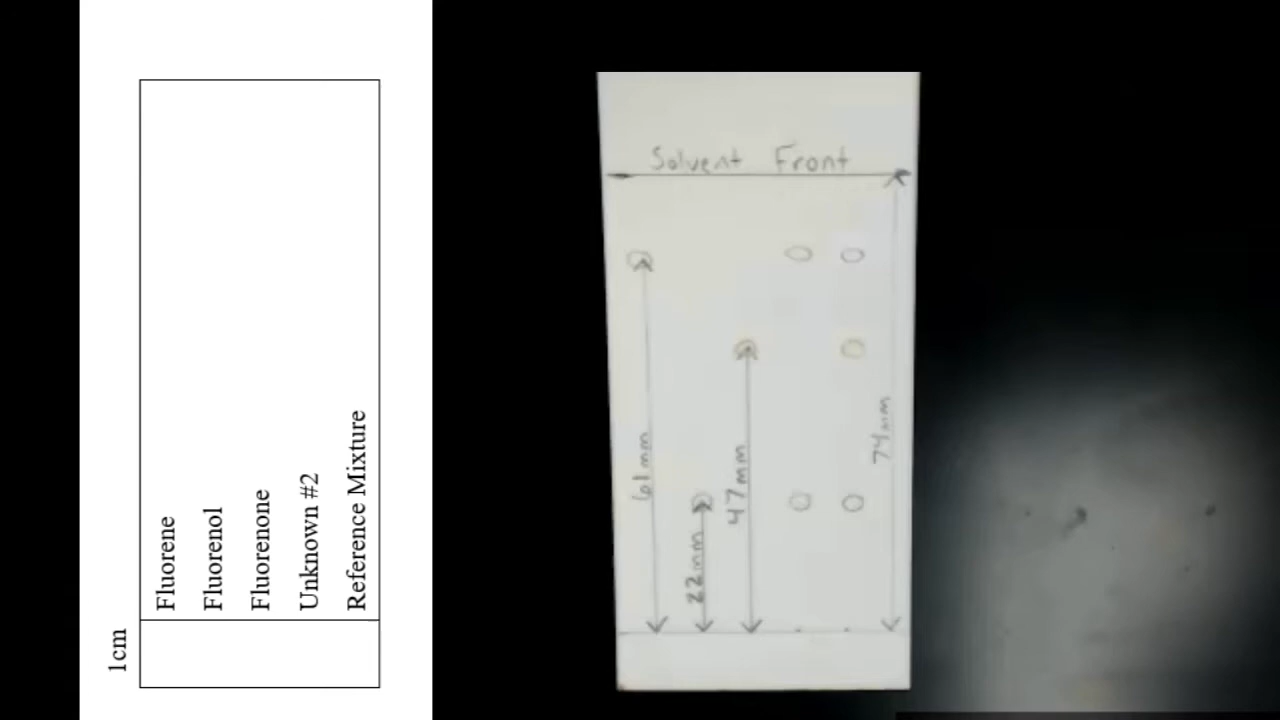 Fluorene
Fluorenol
Fluorenone
Unknown #2
Reference Mixture
1cm
Solvent Front
61mm
22mm
47mm
74mm